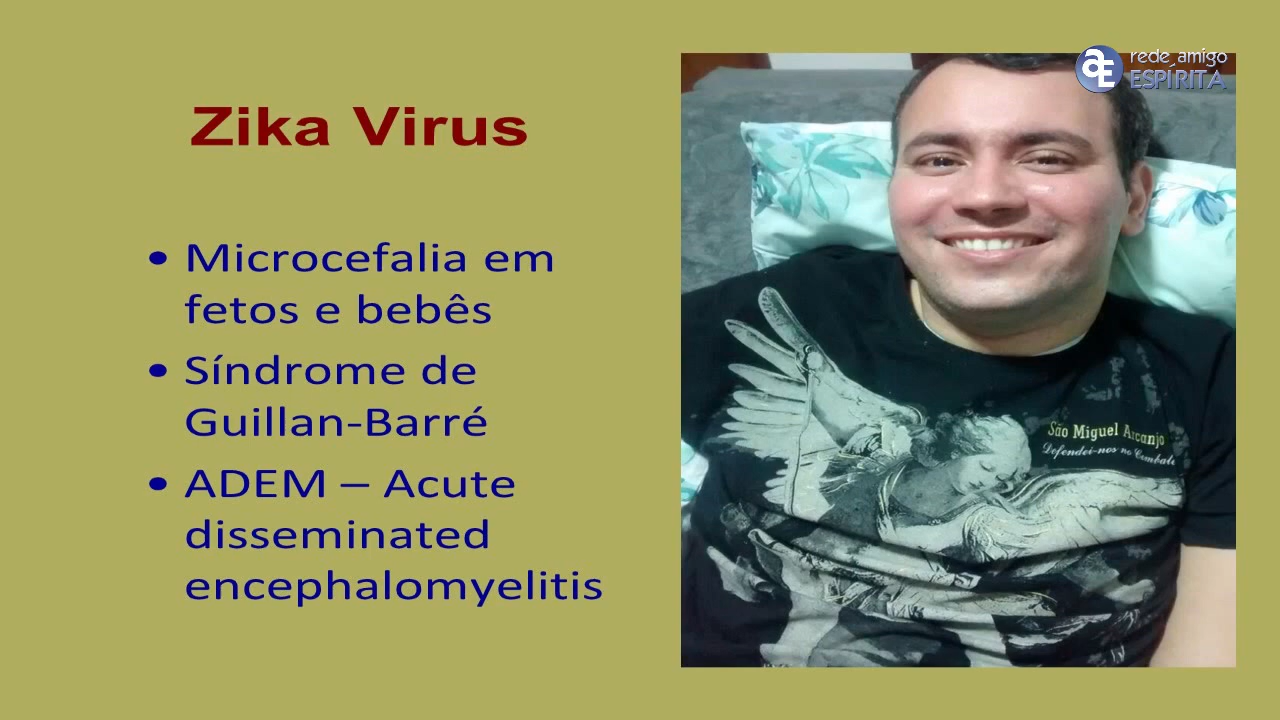 Zika Virus
• Microcefalia em
fetos e bebês
• Síndrome de
Guillan-Barré
• ADEM – Acute
disseminated
encephalomyelitis
rede amigo
ESPÍRITA
São Miguel Arcanjo
Defendei-nos no Combate